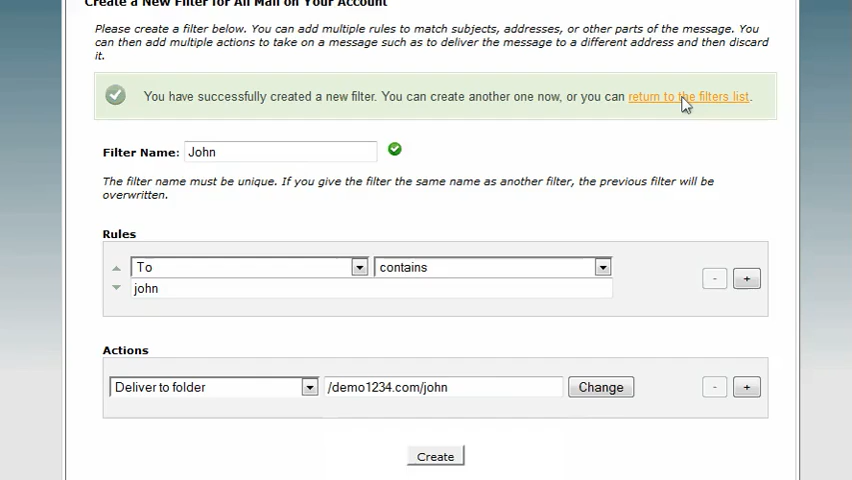 Create a New Filter for All Mail on Your Account
Please create a filter below. You can add multiple rules to match subjects, addresses, or other parts of the message. You
can then add multiple actions to take on a message such as to deliver the message to a different address and then discard
it.
You have successfully created a new filter. You can create another one now, or you can return to the filters list.
Filter Name: John
The filter name must be unique. If you give the filter the same name as another filter, the previous filter will be
overwritten.
Rules
To contains
john
- +
Actions
Deliver to folder /demo1234.com/john Change - +
Create